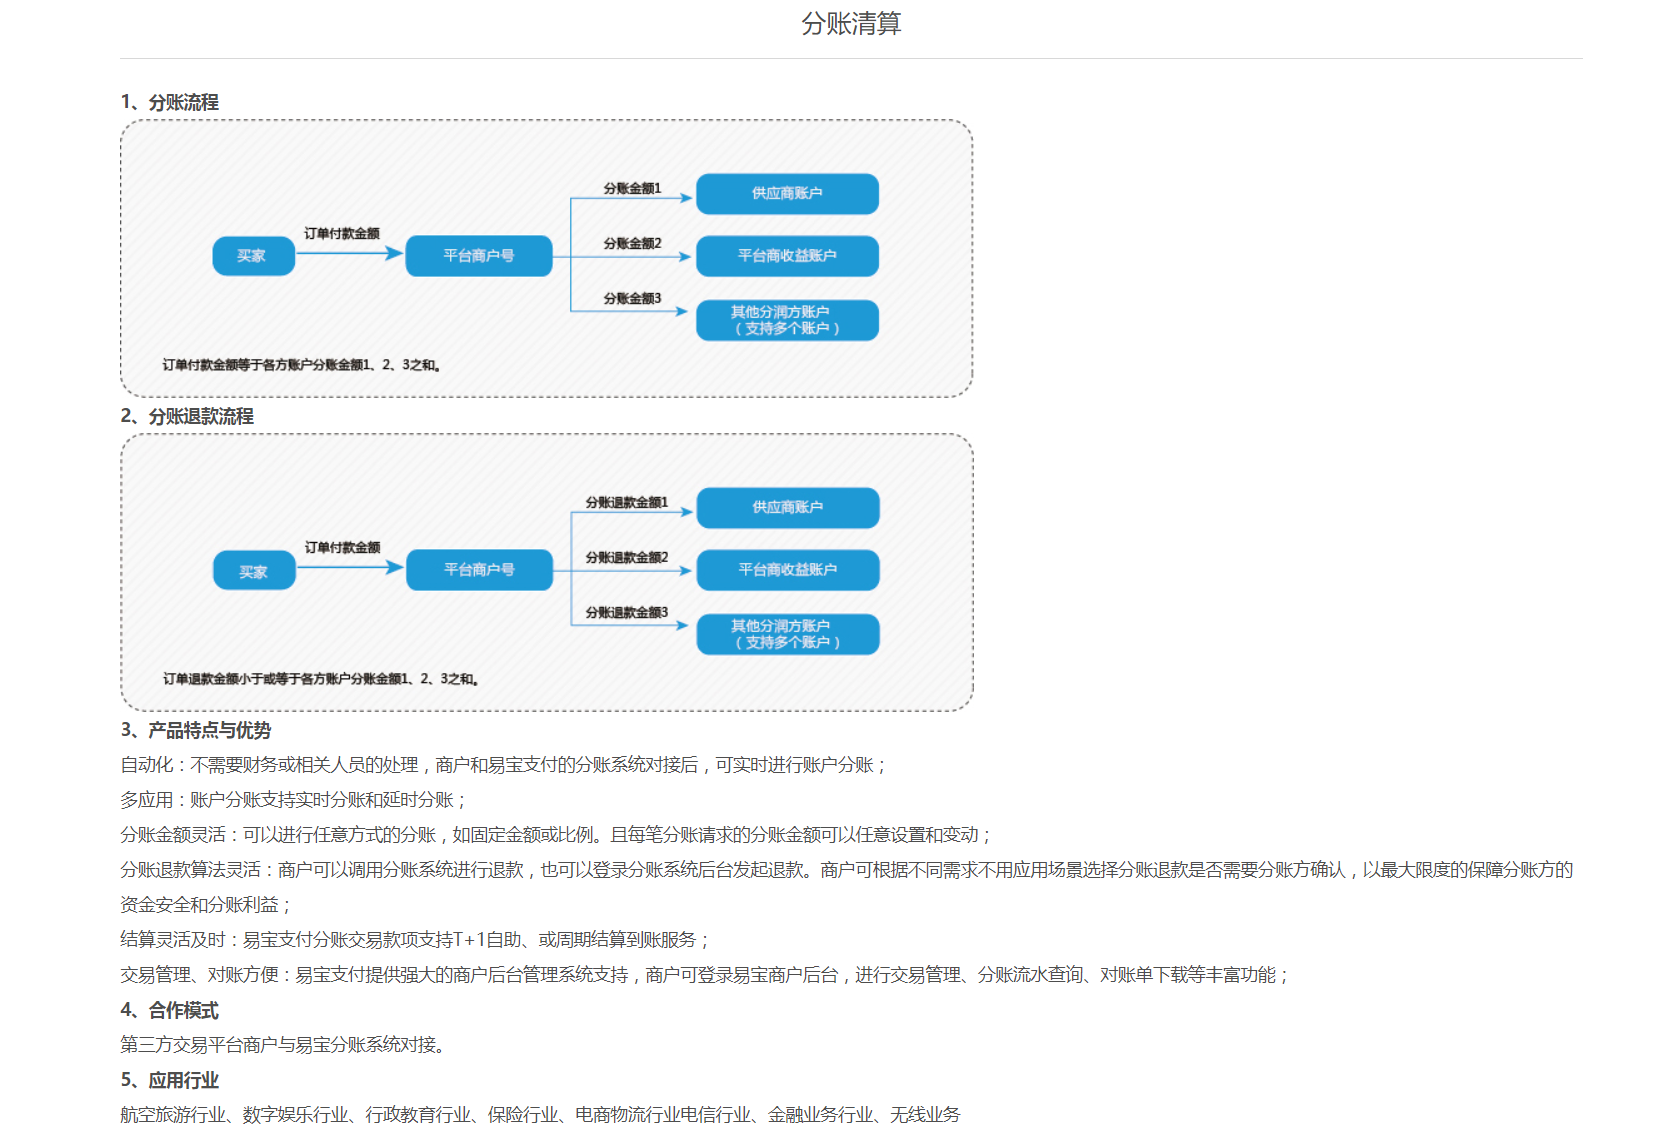 分账清算
1、分账流程
分账金额1
供应商账户
订单付款金额
分账金额2
买家
平台商户号
平台商收益账户
分账金额3
其他分润方账户
（支持多个账户）
订单付款金额等于各方账户分账金额1、2、3之和。
2、分账退款流程
分账退款金额1
供应商账户
订单付款金额
分账退款金额2
买家
平台商户号
平台商收益账户
分账退款金额3
其他分润方账户
（支持多个账户）
订单退款金额小于或等于各方账户分账金额1、2、3之和。
3、产品特点与优势
自动化：不需要财务或相关人员的处理，商户和易宝支付的分账系统对接后，可实时进行账户分账；
多应用：账户分账支持实时分账和延时分账；
分账金额灵活：可以进行任意方式的分账，如固定金额或比例。且每笔分账请求的分账金额可以任意设置和变动；
分账退款算法灵活：商户可以调用分账系统进行退款，也可以登录分账系统后台发起退款。商户可根据不同需求不用应用场景选择分账退款是否需要分账方确认，以最大限度的保障分账方的
资金安全和分账利益；
结算灵活及时：易宝支付分账交易款项支持T+1自助、或周期结算到账服务；
交易管理、对账方便：易宝支付提供强大的商户后台管理系统支持，商户可登录易宝商户后台，进行交易管理、分账流水查询、对账单下载等丰富功能；
4、合作模式
第三方交易平台商户与易宝分账系统对接。
5、应用行业
航空旅游行业、数字娱乐行业、行政教育行业、保险行业、电商物流行业电信行业、金融业务行业、无线业务